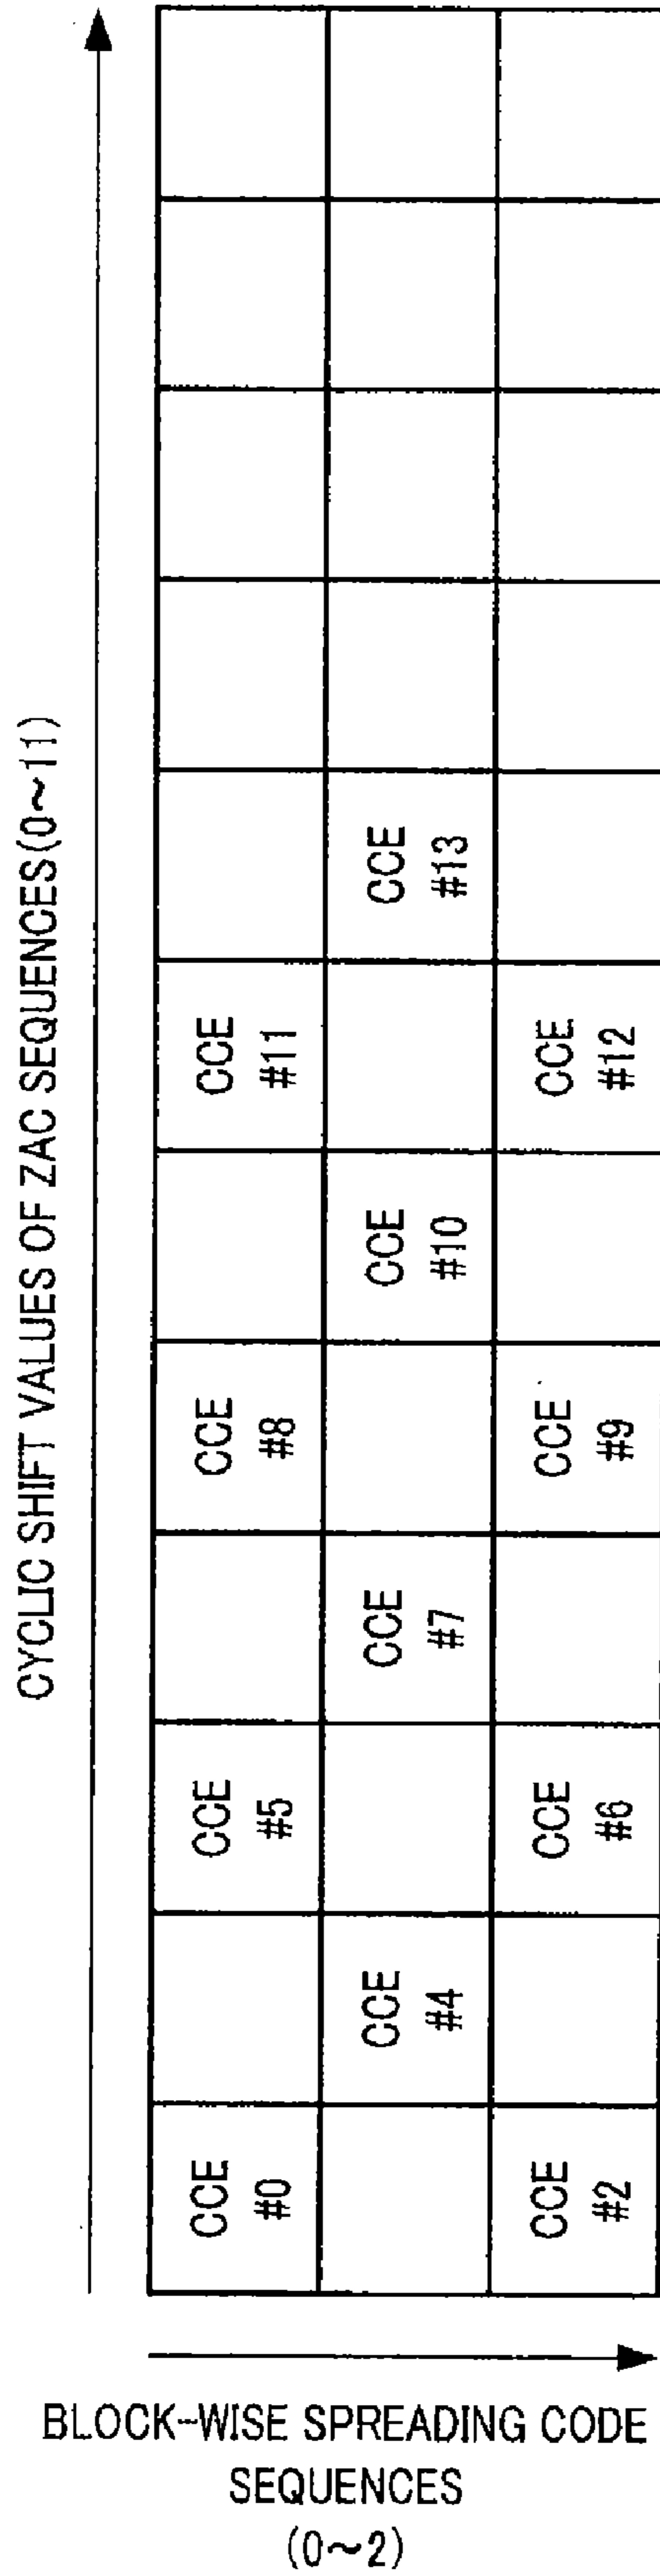 CYCLIC SHIFT VALUES OF ZAC SEQUENCES(0~11)
CCE
#0
CCE
#5
CCE
#8
CCE
#11
CCE
#4
CCE
#7
CCE
#10
CCE
#13
CCE
#2
CCE
#6
CCE
#9
CCE
#12
BLOCK-WISE SPREADING CODE
SEQUENCES
(0~2)